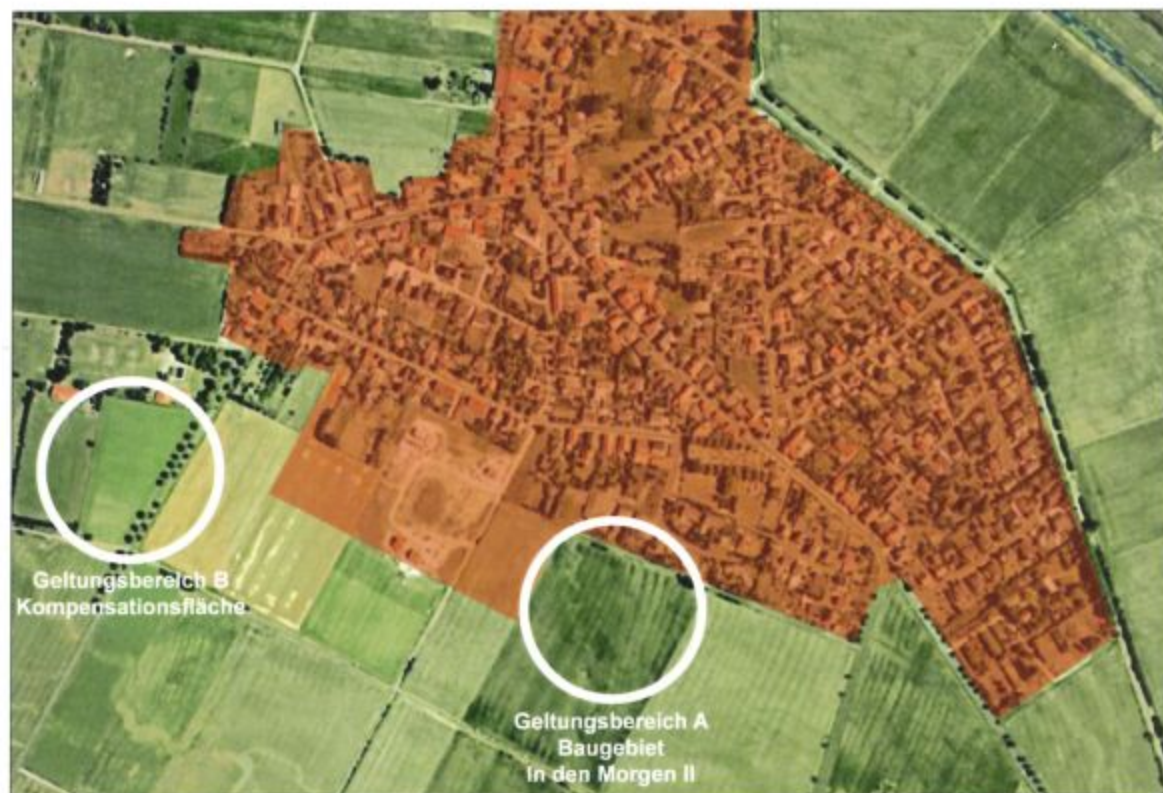 Geltungsbereich B
Kompensationsfläche
Geltungsbereich A
Baugebiet
In den Morgen II